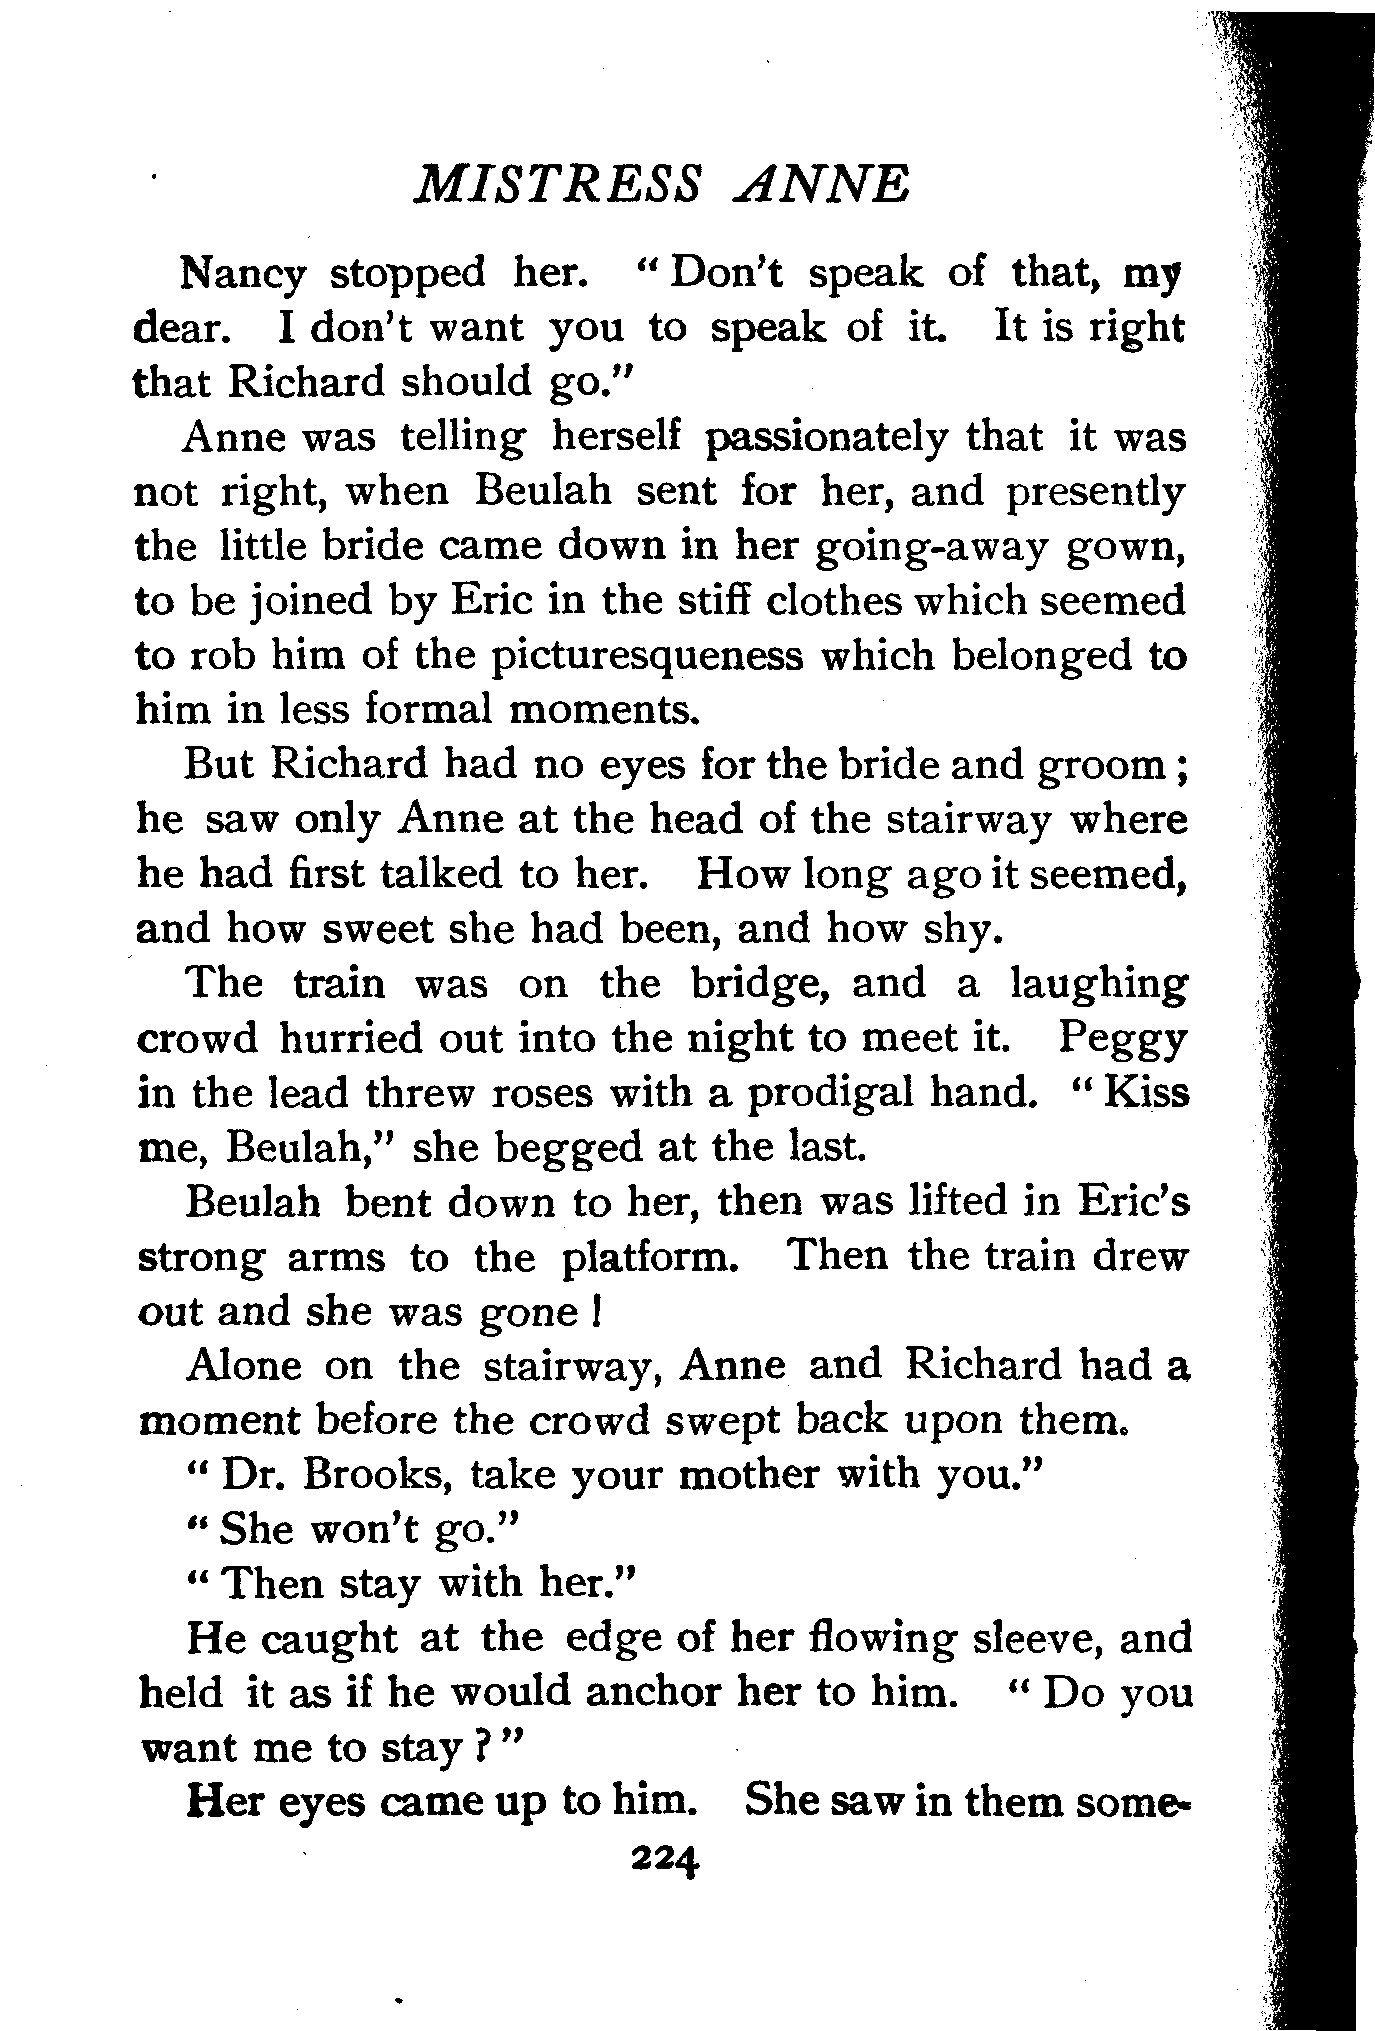 MISTRESS ANNE
Nancy stopped her. “ Don't speak of that, my
dear. I don't want you to speak of it. It is right
that Richard should go.”
Anne was telling herself passionately that it was
not right, when Beulah sent for her, and presently
the little bride came down in her going-away gown,
to be joined by Eric in the stiff clothes which seemed
to rob him of the picturesqueness which belonged to
him in less formal moments.
But Richard had no eyes for the bride and groom ;
he saw only Anne at the head of the stairway where
he had first talked to her. How long ago it seemed,
and how sweet she had been, and how shy.
The train was on the bridge, and a laughing
crowd hurried out into the night to meet it. Peggy
in the lead threw roses with a prodigal hand. “ Kiss
me, Beulah,” she begged at the last.
Beulah bent down to her, then was lifted in Eric's
strong arms to the platform. Then the train drew
out and she was gone !
Alone on the stairway, Anne and Richard had a
moment before the crowd swept back upon them.
“ Dr. Brooks, take your mother with you.”
“ She won't go.”
“ Then stay with her.”
He caught at the edge of her flowing sleeve, and
held it as if he would anchor her to him. “ Do you
want me to stay ? ”
Her eyes came up to him. She saw in them some-
224